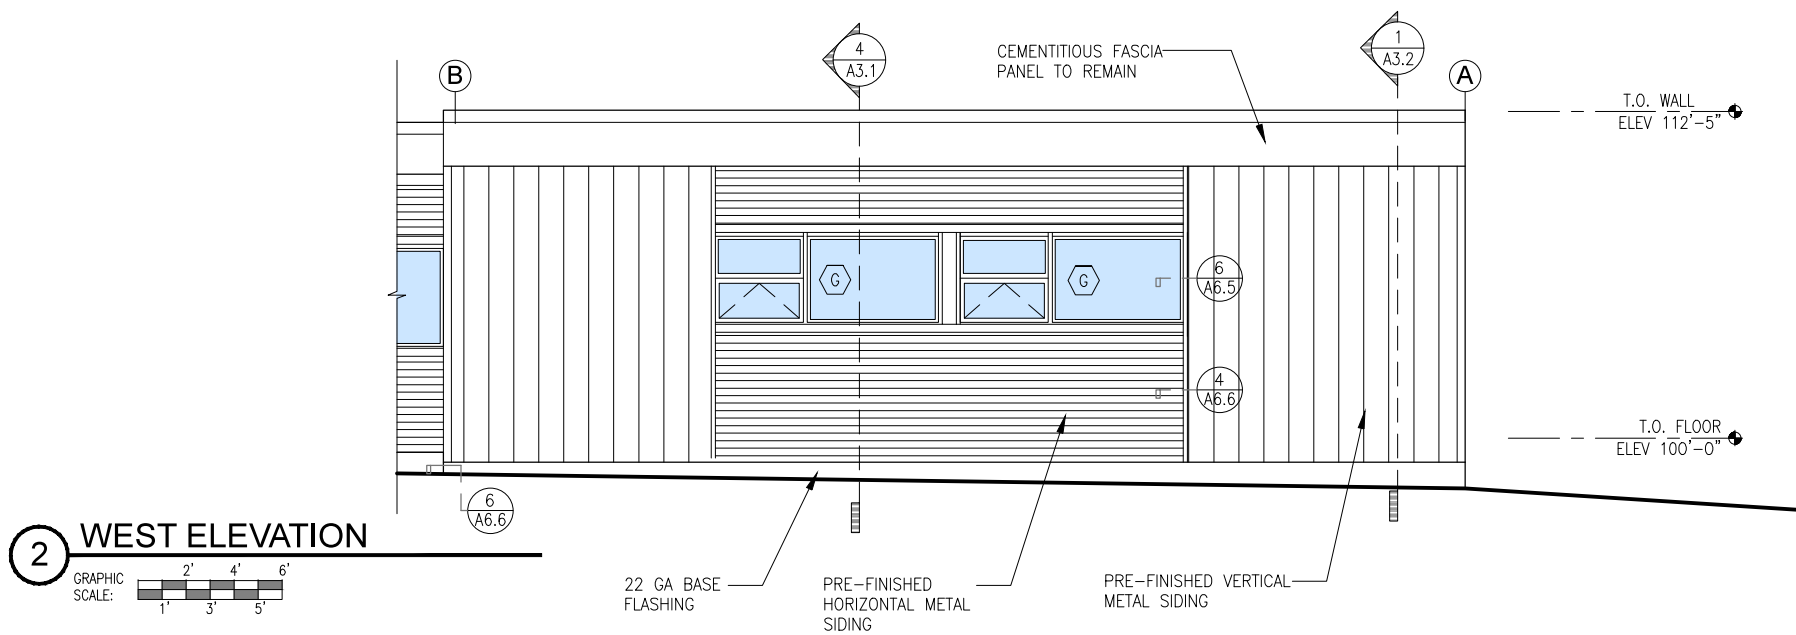 4
A3.1
1
A3.2
CEMENTITIOUS FASCIA
PANEL TO REMAIN
B
A
T.O. WALL
ELEV 112'-5"
G
G
6
A6.5
4
A6.6
T.O. FLOOR
ELEV 100'-0"
6
A6.6
2
WEST ELEVATION
GRAPHIC
SCALE:
2' 4' 6'
1' 3' 5'
22 GA BASE
FLASHING
PRE-FINISHED
HORIZONTAL METAL
SIDING
PRE-FINISHED VERTICAL
METAL SIDING